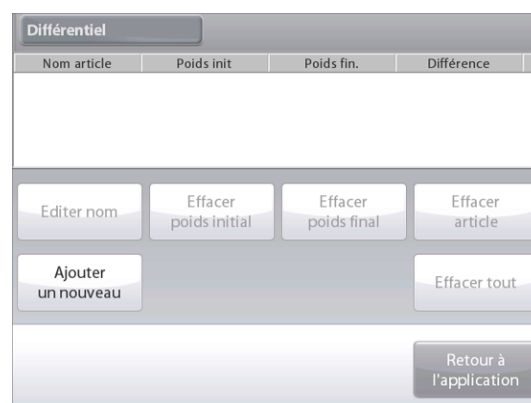 Différentiel
Nom article Poids init Poids fin. Différence
Editer nom
Effacer
poids initial
Effacer
poids final
Effacer
article
Ajouter
un nouveau
Effacer tout
Retour à
l'application